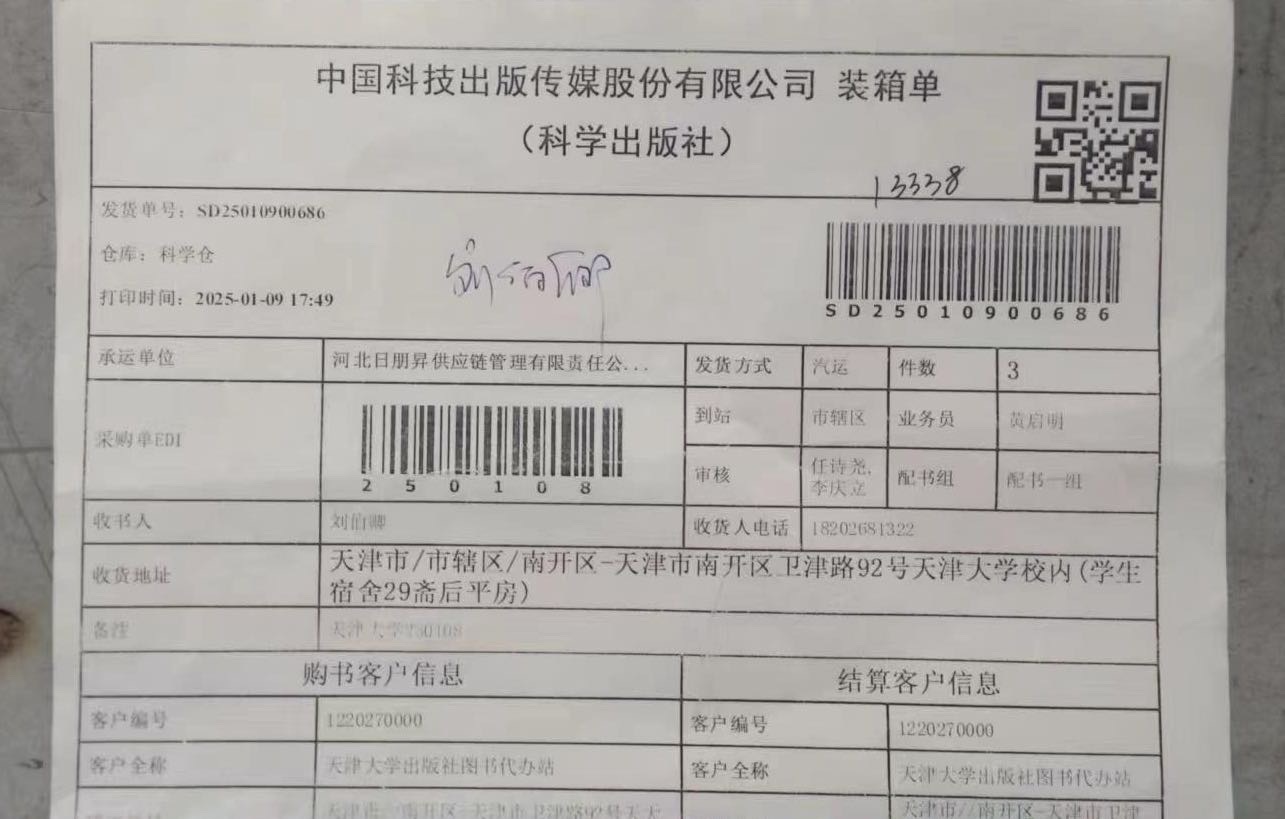 中国科技出版传媒股份有限公司 装箱单
（科学出版社）
13338
发货单号：SD25010900686
仓库：科学仓
打印时间：2025-01-09 17:49
SD25010900686
承运单位 河北日朋昇供应链管理有限责任公... 发货方式 汽运 件数 3
采购单EDI 250108 到站 市辖区 业务员 黄启明
审核 任诗尧, 李庆立 配书组 配书一组
收书人 刘伯卿 收货人电话 18202681322
收货地址 天津市/市辖区/南开区-天津市南开区卫津路92号天津大学校内(学生
宿舍29斋后平房)
备注 天津大学250108
购书客户信息 结算客户信息
客户编号 1220270000 客户编号 1220270000
客户全称 天津大学出版社图书代办站 客户全称 天津大学出版社图书代办站